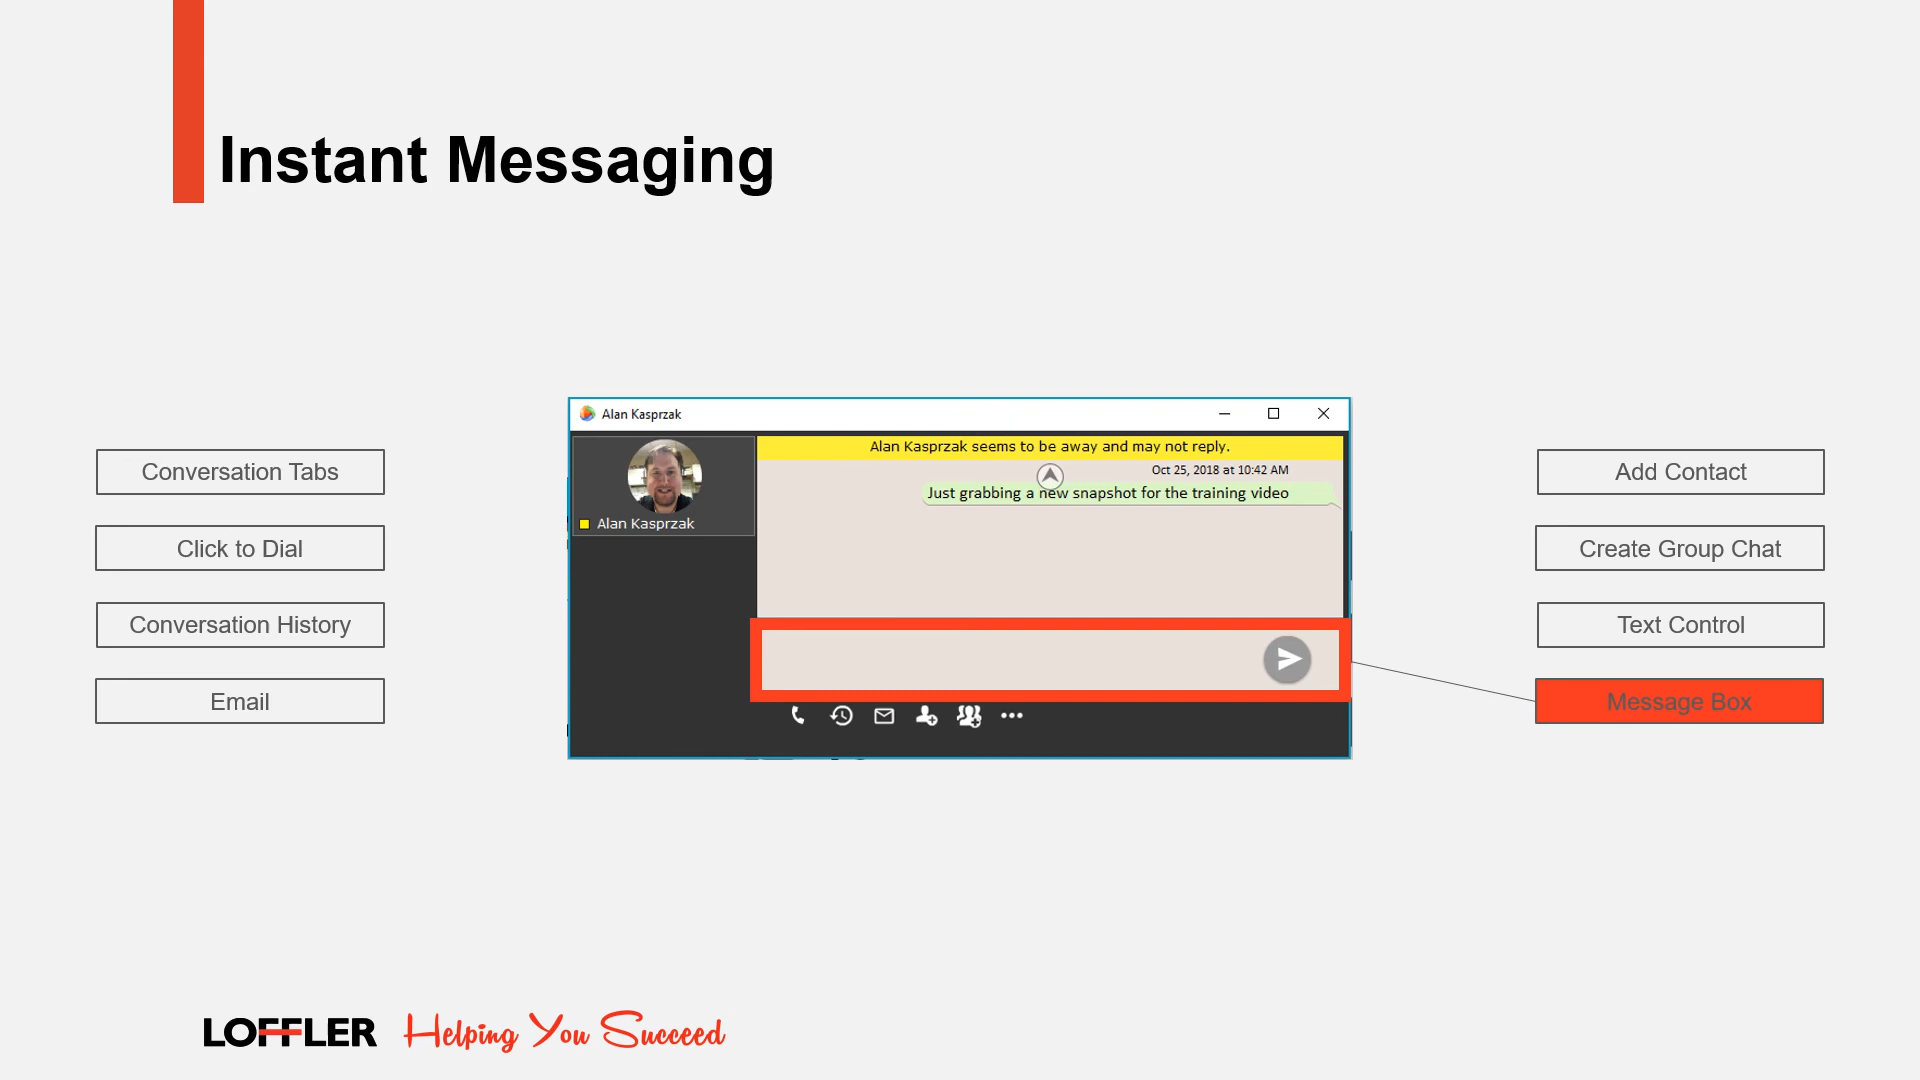 Instant Messaging
Alan Kasprzak
Alan Kasprzak seems to be away and may not reply.
Oct 25, 2018 at 10:42 AM
Just grabbing a new snapshot for the training video
Alan Kasprzak
Conversation Tabs
Click to Dial
Conversation History
Email
Add Contact
Create Group Chat
Text Control
Message Box
LOFFLER Helping You Succeed